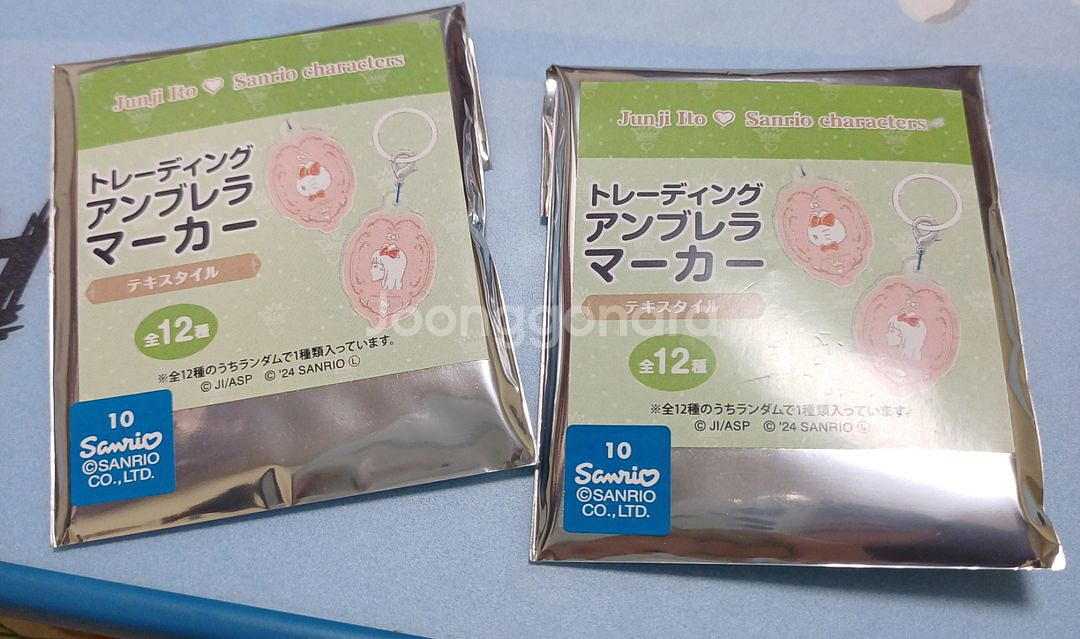 Junji Ito♡Sanrio characters
トレーディング
アンブレラ
マーカー
テキスタイル
全12種
※全12種のうちランダムで1種類入っています。
©JI/ASP ©'24 SANRIO Ⓛ
10
Sanrio
©SANRIO
CO.,LTD.
Junji Ito♡Sanrio characters
トレーディング
アンブレラ
マーカー
テキスタイル
全12種
※全12種のうちランダムで1種類入っています。
©JI/ASP ©'24 SANRIO Ⓛ
10
Sanrio
©SANRIO
CO.,LTD.
Joonggonara